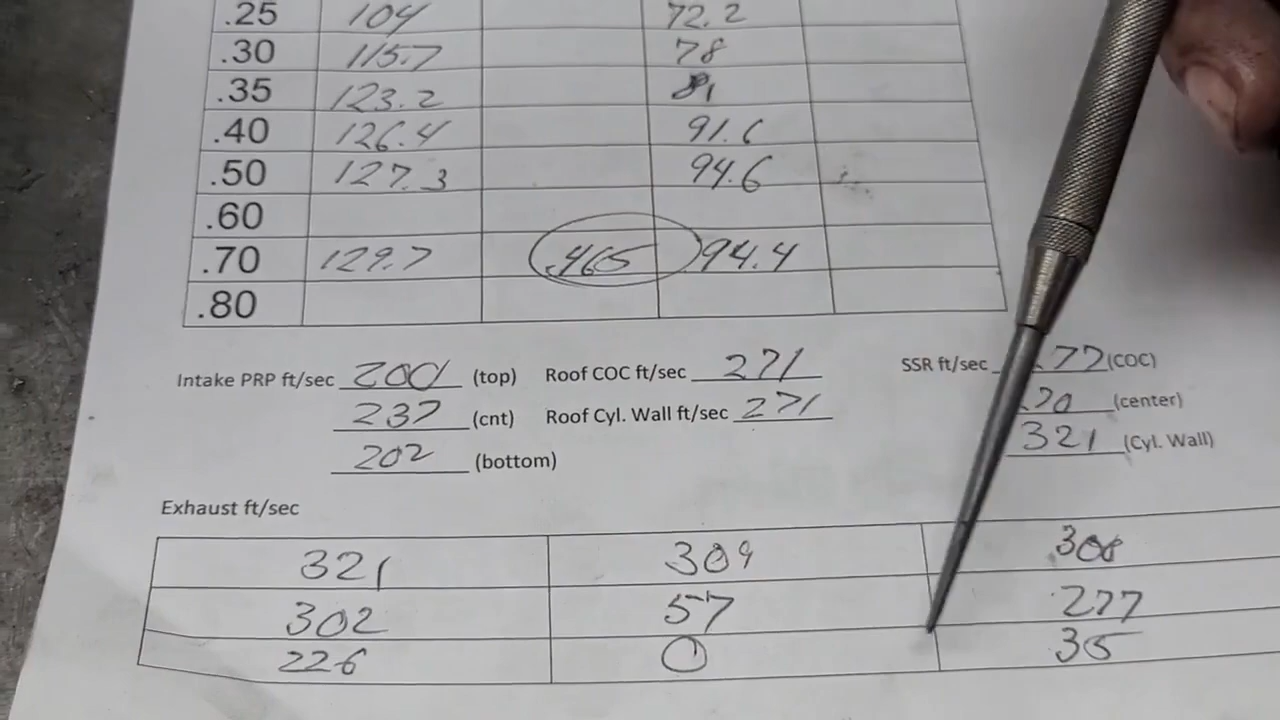 .25 104 72.2
.30 115.7 78
.35 123.2 81
.40 126.4 91.6
.50 127.3 94.6
.60
.70 129.7 .465 94.4
.80
Intake PRP ft/sec 200 (top) Roof COC ft/sec 271 SSR ft/sec 277 (COC)
237 (cnt) Roof Cyl. Wall ft/sec 271 (center)
202 (bottom) 321 (Cyl. Wall)
Exhaust ft/sec
321 309 308
302 57 277
226 35